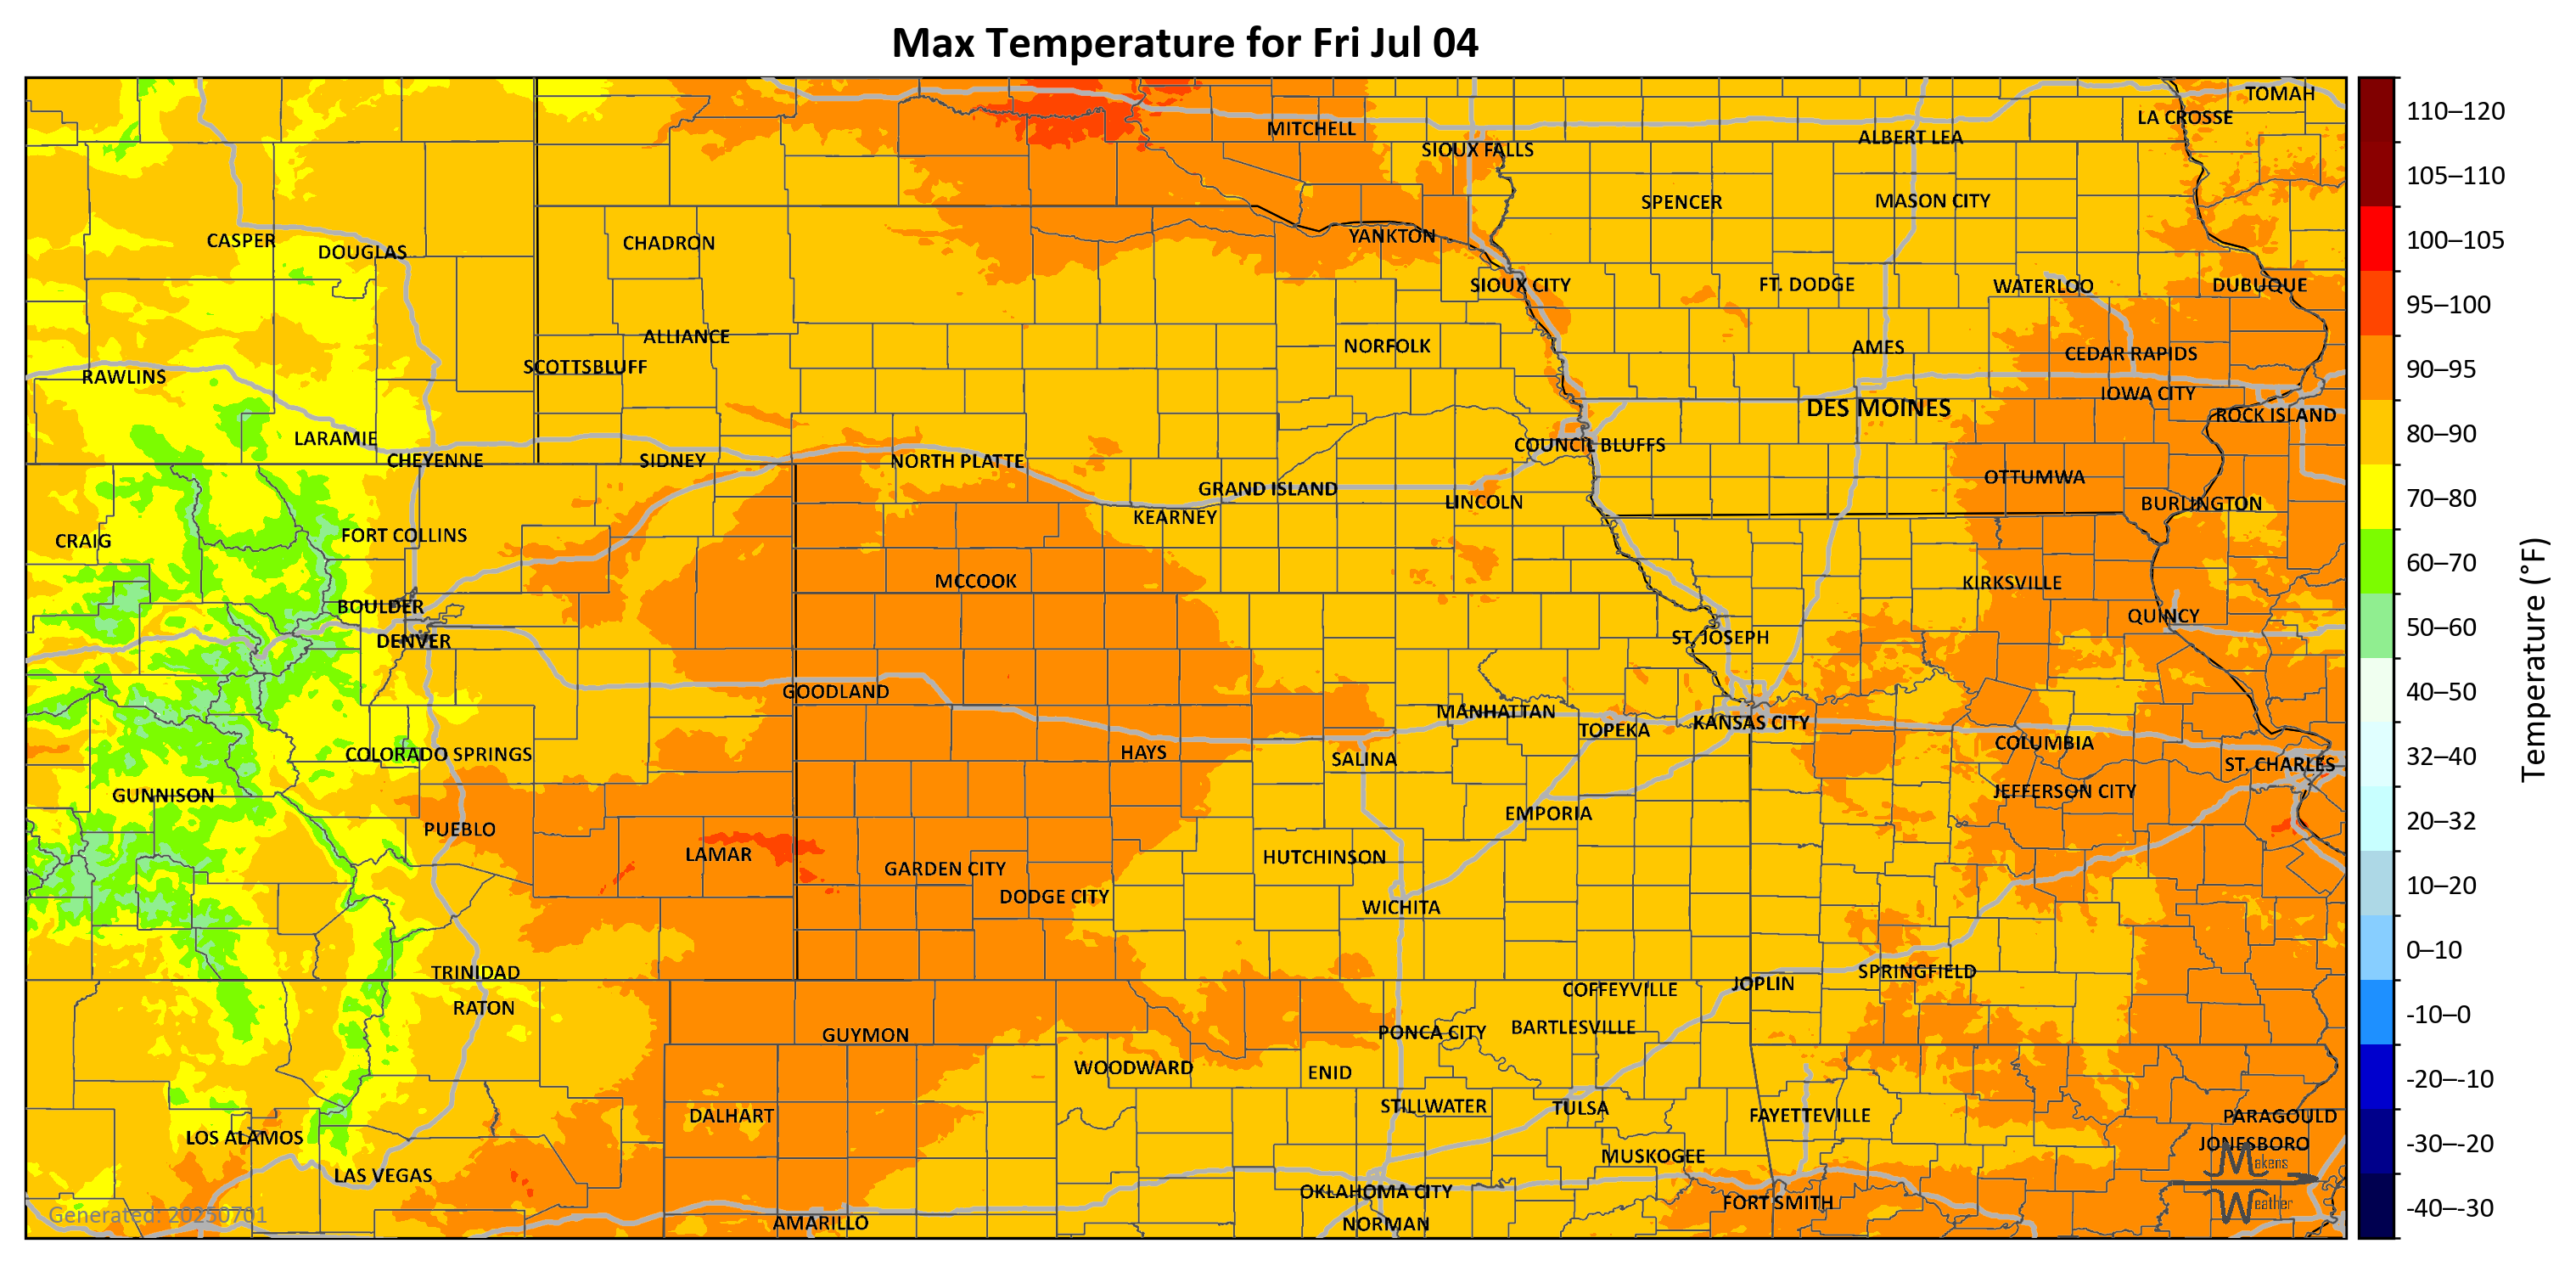 Max Temperature for Fri Jul 04
TOMAH
LA CROSSE
MITCHELL
ALBERT LEA
SIOUX FALLS
SPENCER
MASON CITY
CASPER
DOUGLAS
CHADRON
YANKTON
SIOUX CITY
FT. DODGE
WATERLOO
DUBUQUE
ALLIANCE
NORFOLK
AMES
CEDAR RAPIDS
SCOTTSBLUFF
RAWLINS
IOWA CITY
DES MOINES
ROCK ISLAND
LARAMIE
COUNCIL BLUFFS
CHEYENNE
SIDNEY
NORTH PLATTE
OTTUMWA
GRAND ISLAND
LINCOLN
BURLINGTON
KEARNEY
FORT COLLINS
CRAIG
MCCOOK
KIRKSVILLE
BOULDER
QUINCY
DENVER
ST. JOSEPH
GOODLAND
MANHATTAN
TOPEKA
KANSAS CITY
COLUMBIA
COLORADO SPRINGS
HAYS
SALINA
ST. CHARLES
GUNNISON
JEFFERSON CITY
EMPORIA
PUEBLO
LAMAR
HUTCHINSON
GARDEN CITY
DODGE CITY
WICHITA
TRINIDAD
SPRINGFIELD
JOPLIN
COFFEYVILLE
RATON
GUYMON
PONCA CITY
BARTLESVILLE
WOODWARD
ENID
STILLWATER
TULSA
DALHART
FAYETTEVILLE
PARAGOULD
LOS ALAMOS
JONESBORO
MUSKOGEE
LAS VEGAS
OKLAHOMA CITY
FORT SMITH
AMARILLO
NORMAN
Generated: 20250701
Makens
Weather
110–120
105–110
100–105
95–100
90–95
80–90
70–80
60–70
50–60
40–50
32–40
20–32
10–20
0–10
-10–0
-20–-10
-30–-20
-40–-30
Temperature (°F)